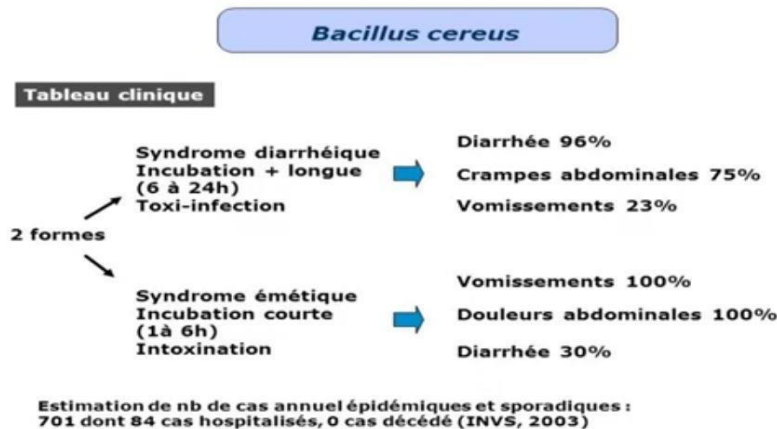 Bacillus cereus
Tableau clinique
2 formes
Syndrome diarrhéique
Incubation + longue
(6 à 24h)
Toxi-infection
Diarrhée 96%
Crampes abdominales 75%
Vomissements 23%
Syndrome émétique
Incubation courte
(1à 6h)
Intoxination
Vomissements 100%
Douleurs abdominales 100%
Diarrhée 30%
Estimation de nb de cas annuel épidémiques et sporadiques :
701 dont 84 cas hospitalisés, 0 cas décédé (INVS, 2003)